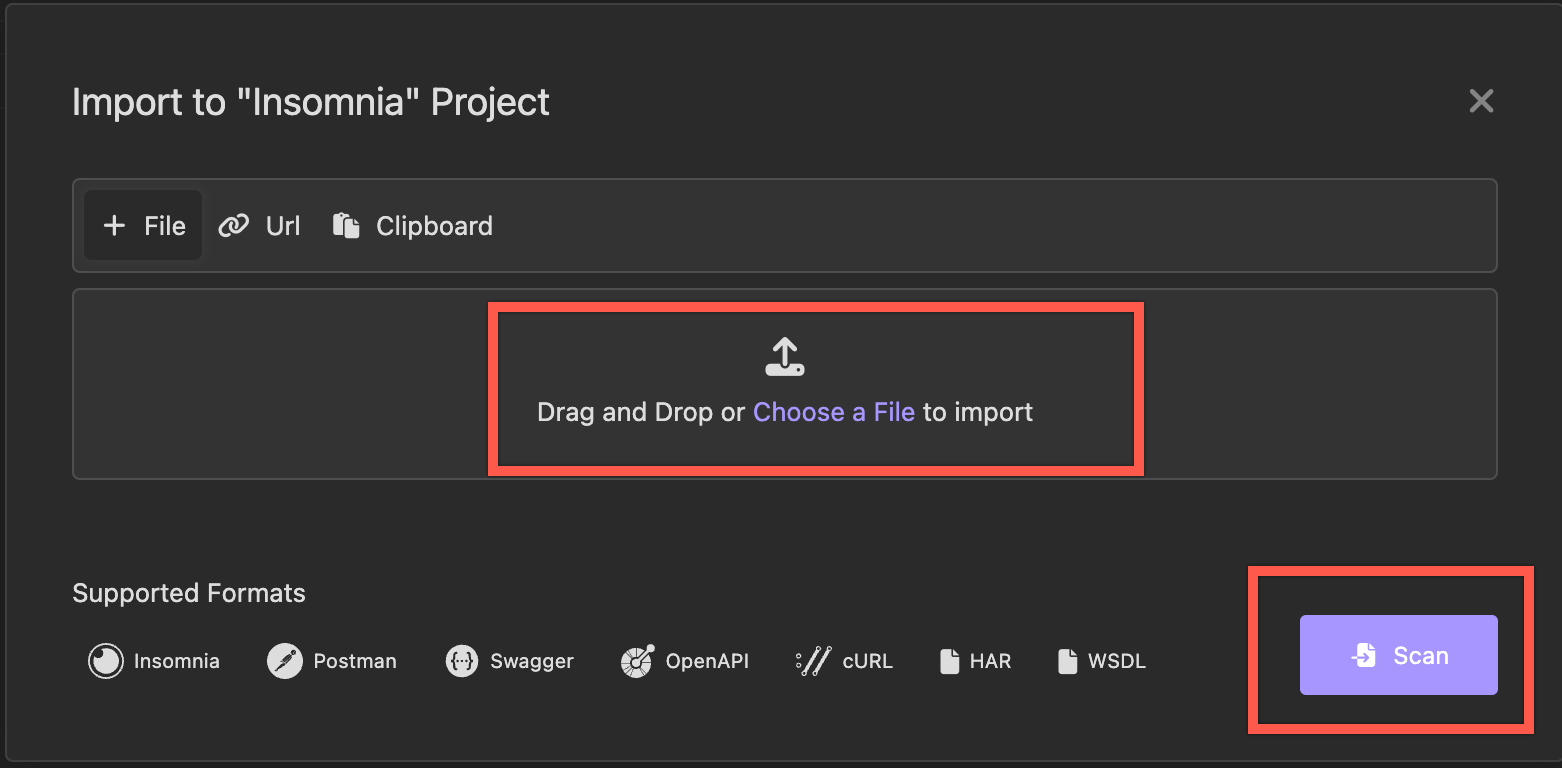 Import to "Insomnia" Project
File Url Clipboard
Drag and Drop or Choose a File to import
Supported Formats
Insomnia Postman Swagger OpenAPI cURL HAR WSDL
Scan